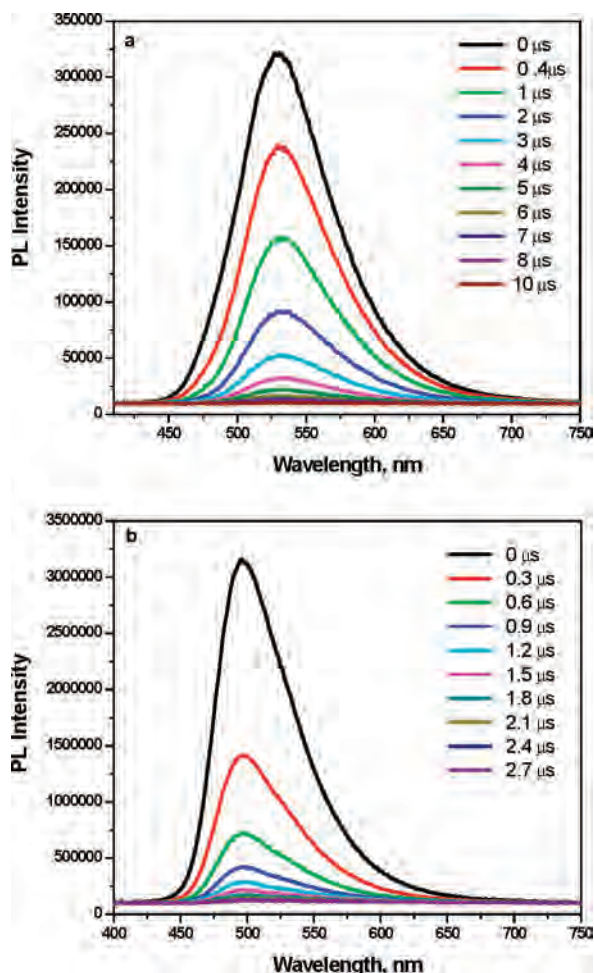 a
350000
300000
250000
200000
150000
100000
50000
0
PL Intensity
0 μs
0 .4μs
1 μs
2 μs
3 μs
4 μs
5 μs
6 μs
7 μs
8 μs
10 μs
450 500 550 600 650 700 750
Wavelength, nm
b
3500000
3000000
2500000
2000000
1500000
1000000
500000
0
PL Intensity
0 μs
0.3 μs
0.6 μs
0.9 μs
1.2 μs
1.5 μs
1.8 μs
2.1 μs
2.4 μs
2.7 μs
400 450 500 550 600 650 700 750
Wavelength, nm